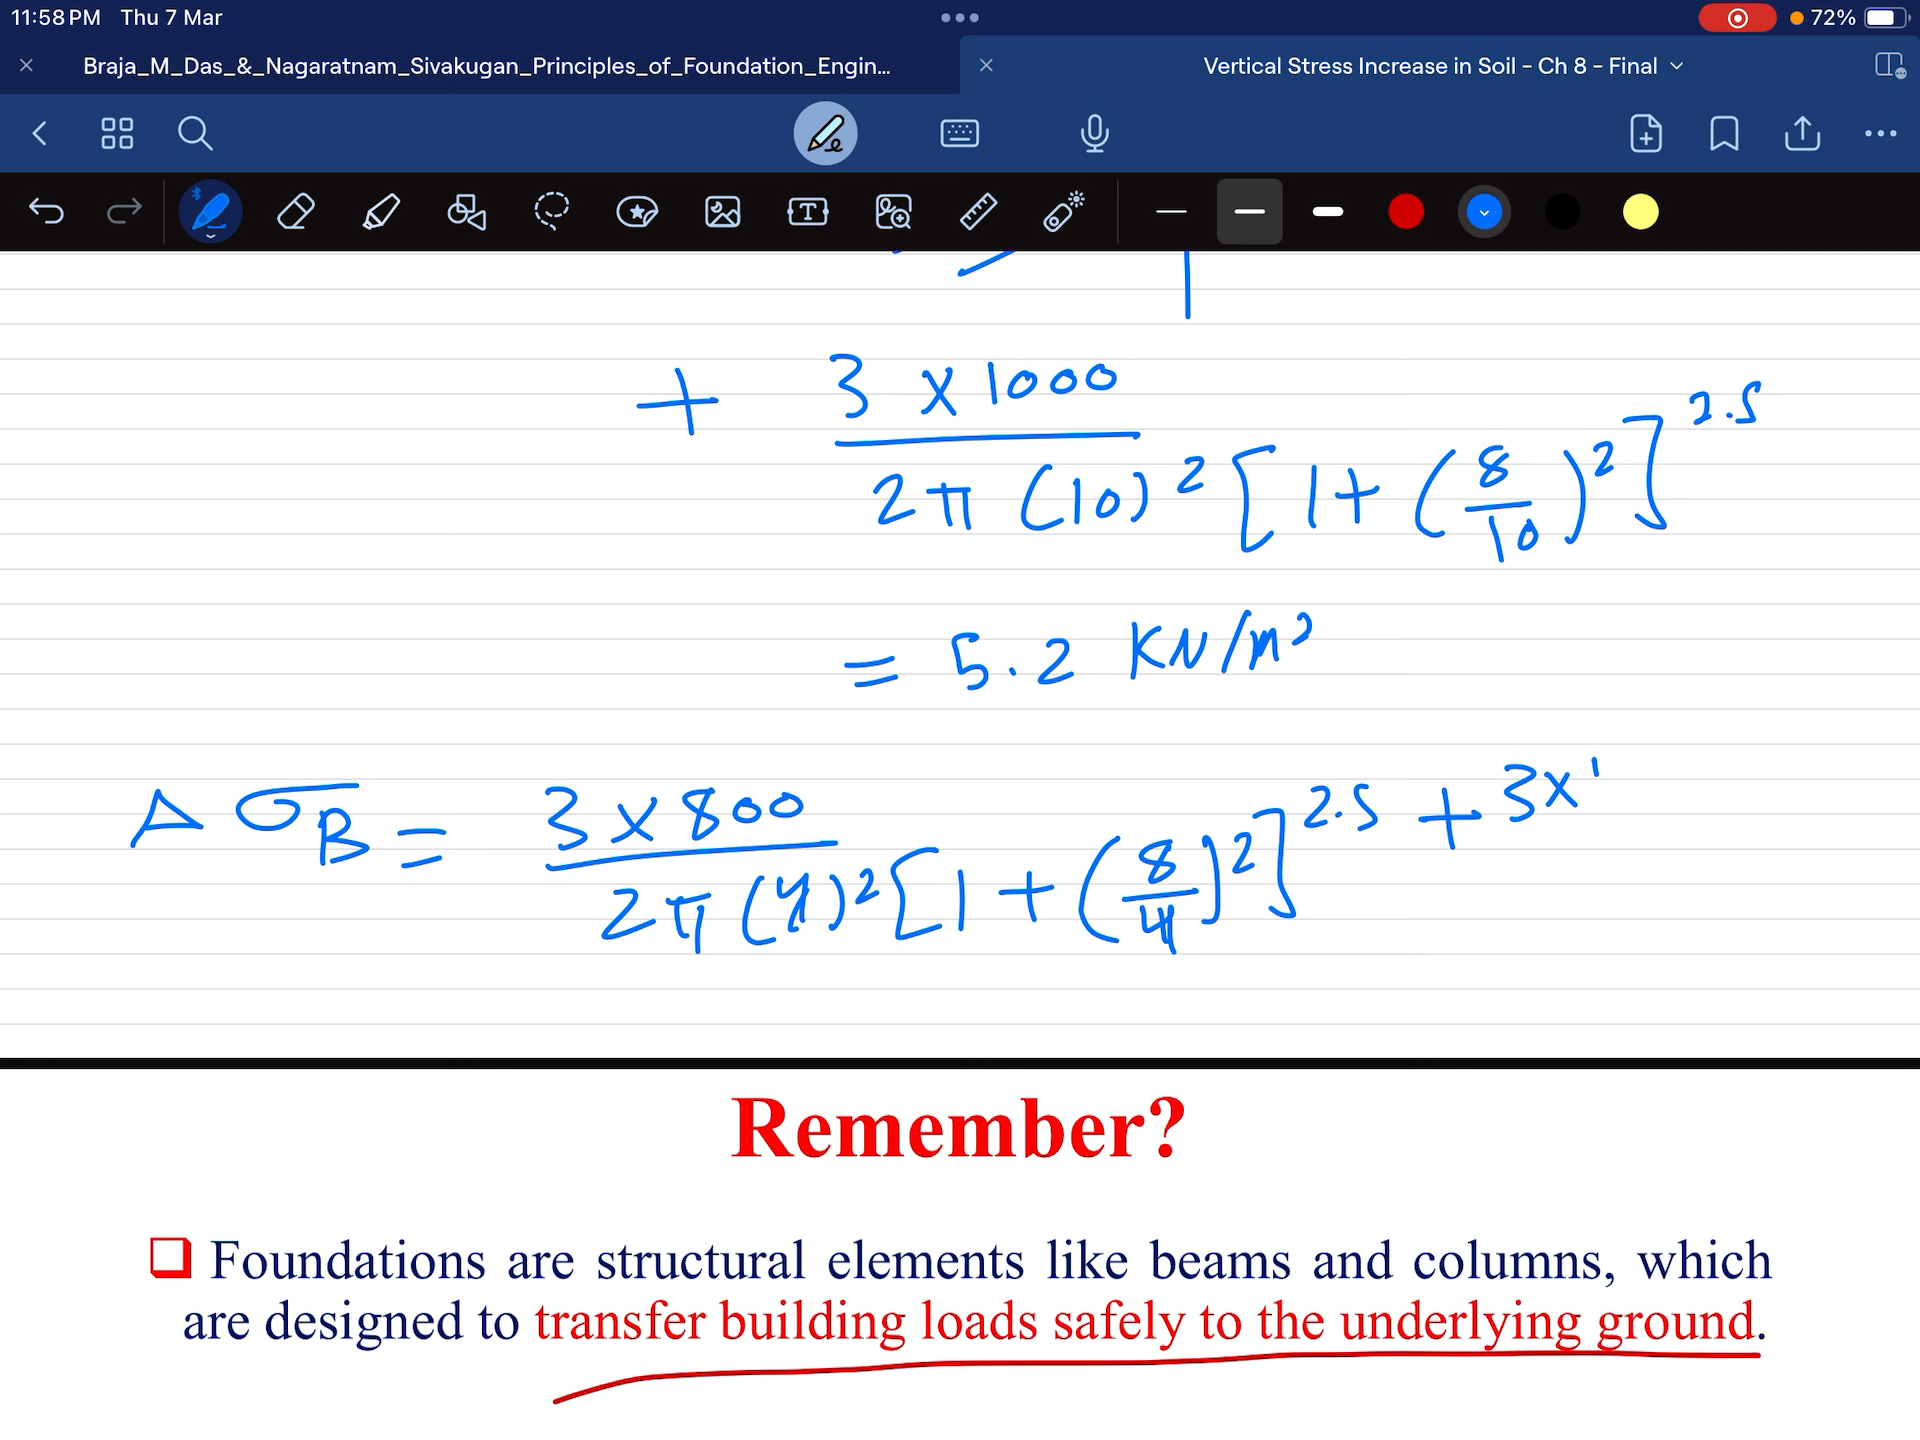 11:58 PM Thu 7 Mar
72%
Braja_M_Das_&_Nagaratnam_Sivakugan_Principles_of_Foundation_Engin...
Vertical Stress Increase in Soil - Ch 8 - Final
+ 3 x 1000
2π (10)² [1 + (8/10)²]^2.5
= 5.2 KN/m²
Δσ_B = 3 x 800 / 2π (4)² [1 + (8/4)²]^2.5 + 3x1
Remember?
❑ Foundations are structural elements like beams and columns, which
are designed to transfer building loads safely to the underlying ground.